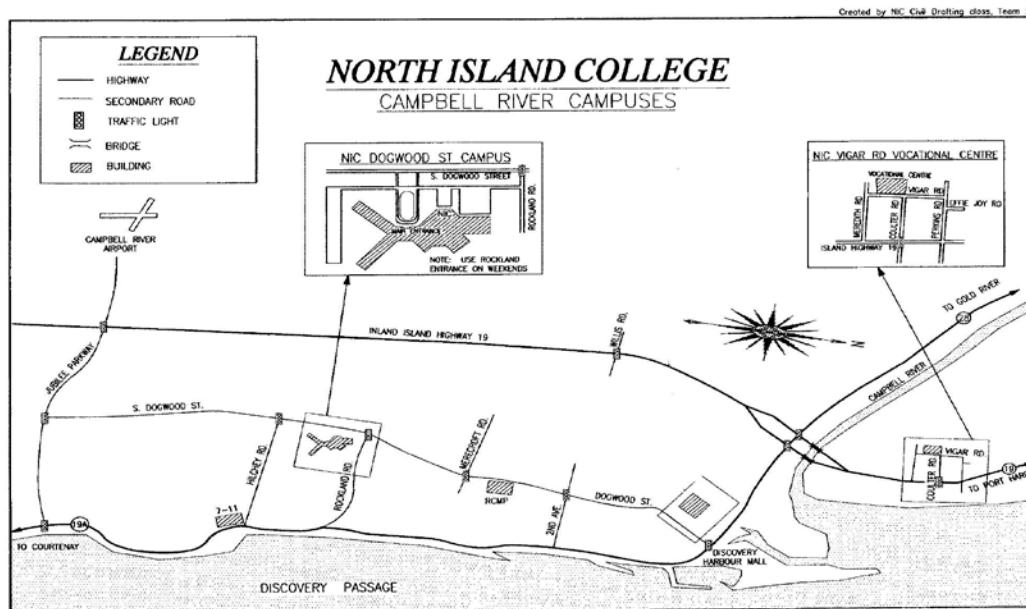 Created by NIC Civil Drafting class, Team
LEGEND
HIGHWAY
SECONDARY ROAD
TRAFFIC LIGHT
BRIDGE
BUILDING
NORTH ISLAND COLLEGE
CAMPBELL RIVER CAMPUSES
NIC DOGWOOD ST CAMPUS
S. DOGWOOD STREET
ROCKLAND RD.
NIC
MAIN ENTRANCE
NOTE: USE ROCKLAND
ENTRANCE ON WEEKENDS
NIC VIGAR RD VOCATIONAL CENTRE
VOCATIONAL CENTRE
VIGAR RD
MEREDITH RD
COULTER RD
PERKINS RD
EFFIE JOY RD
ISLAND HIGHWAY 19
CAMPBELL RIVER
AIRPORT
JUBILEE PARKWAY
INLAND ISLAND HIGHWAY 19
WILLIS RD.
N
TO GOLD RIVER
CAMPBELL RIVER
S. DOGWOOD ST.
HILCHEY RD
ROCKLAND RD
MERECROFT RD.
RCMP
2ND AVE.
DOGWOOD ST.
VIGAR RD.
COULTER RD
19
TO PORT HAR
7-11
19A
TO COURTENAY
DISCOVERY
HARBOUR MALL
DISCOVERY PASSAGE